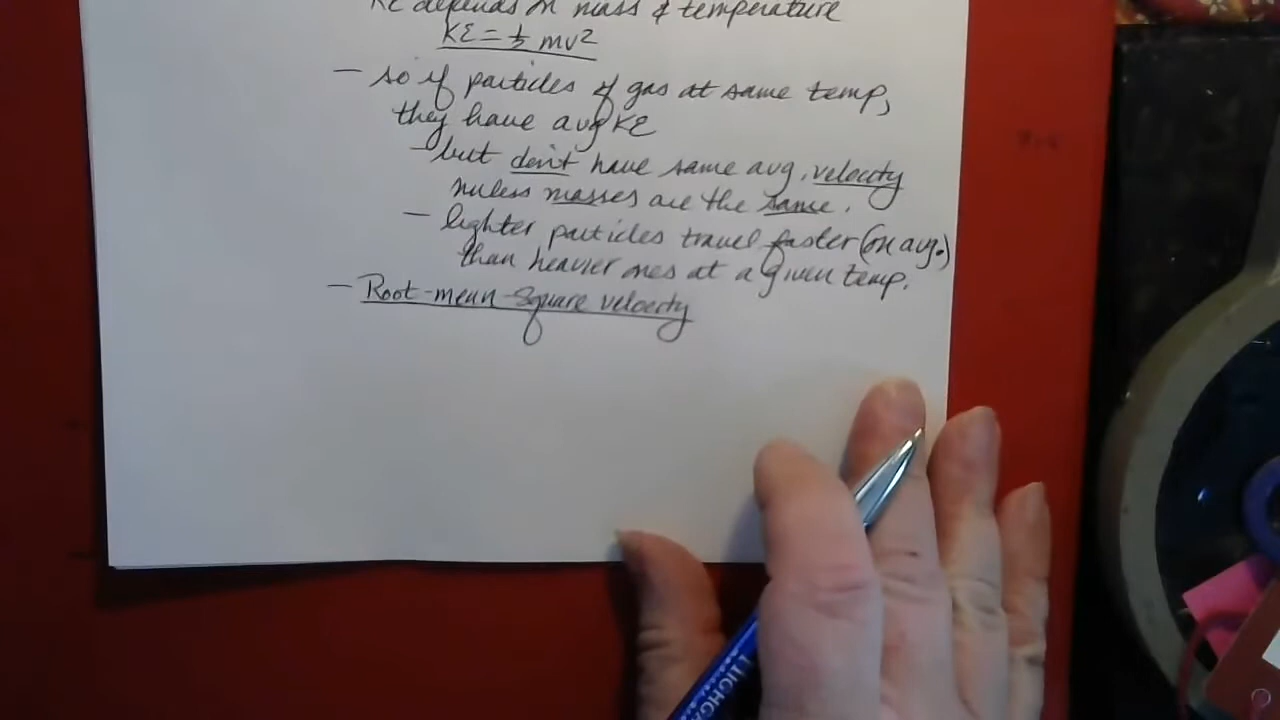 KE depends on mass & temperature
KE = ½ mv²
- so if particles of gas at same temp,
they have avg KE
- but don't have same avg. velocity
unless masses are the same.
- lighter particles travel faster (on avg.)
than heavier ones at a given temp.
- Root-mean-square velocity